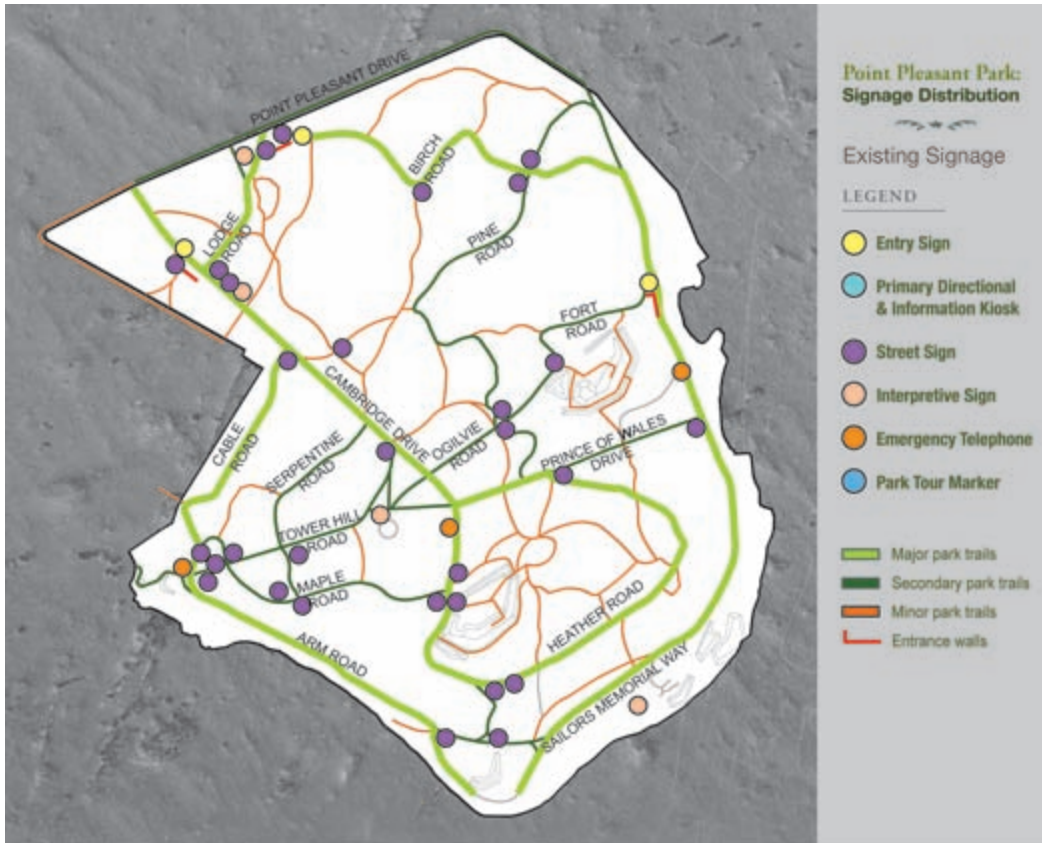 POINT PLEASANT DRIVE
BIRCH
ROAD
LODGE
ROAD
PINE
ROAD
FORT
ROAD
CAMBRIDGE DRIVE
CABLE
ROAD
SERPENTINE
ROAD
OGILVIE
ROAD
PRINCE OF WALES
DRIVE
TOWER HILL
ROAD
MAPLE
ROAD
HEATHER ROAD
ARM ROAD
SAILORS MEMORIAL WAY
Point Pleasant Park:
Signage Distribution
Existing Signage
LEGEND
Entry Sign
Primary Directional
& Information Kiosk
Street Sign
Interpretive Sign
Emergency Telephone
Park Tour Marker
Major park trails
Secondary park trails
Minor park trails
Entrance walls